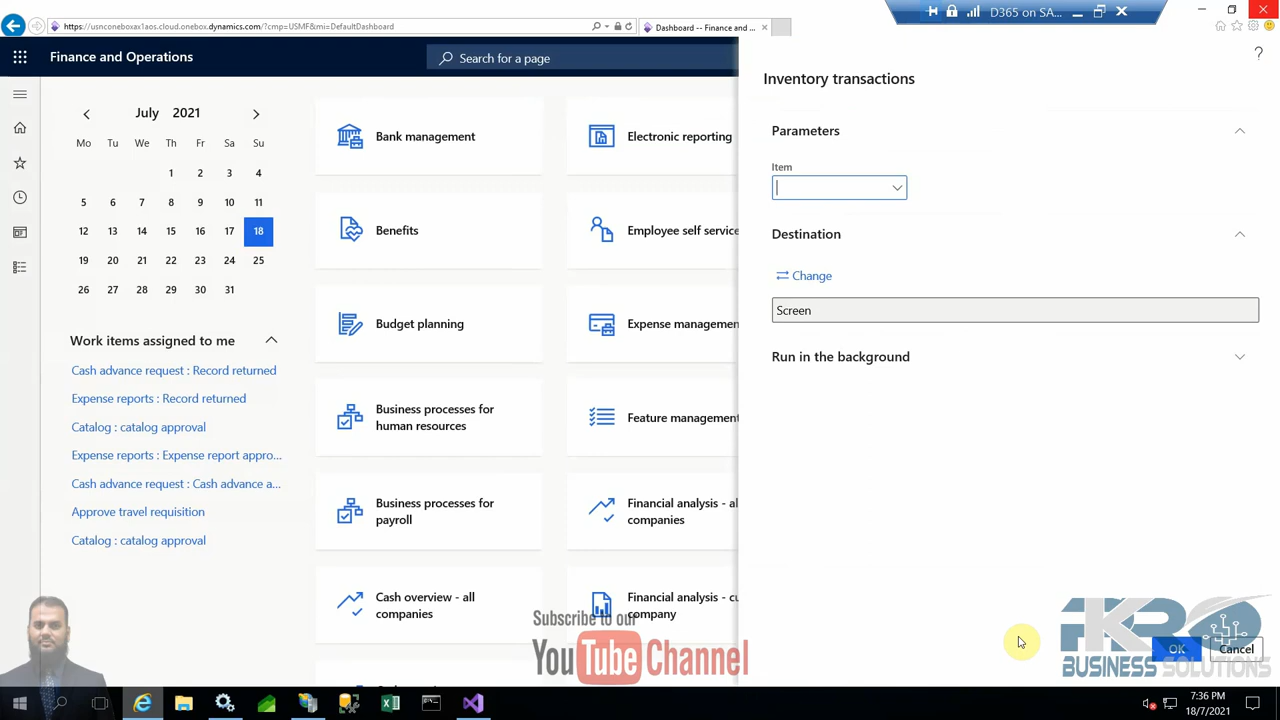 D365 on SA...
https://usnconeboxax1aos.cloud.onebox.dynamics.com/?cmp=USMF&mi=DefaultDashboard
Dashboard -- Finance and ...
Finance and Operations
Search for a page
?
Inventory transactions
July 2021
Mo Tu We Th Fr Sa Su
1 2 3 4
5 6 7 8 9 10 11
12 13 14 15 16 17 18
19 20 21 22 23 24 25
26 27 28 29 30 31
Work items assigned to me
Cash advance request : Record returned
Expense reports : Record returned
Catalog : catalog approval
Expense reports : Expense report appro...
Cash advance request : Cash advance a...
Approve travel requisition
Catalog : catalog approval
Bank management
Electronic reporting
Benefits
Employee self service
Budget planning
Expense managemen
Business processes for
human resources
Feature management
Business processes for
payroll
Financial analysis - al
companies
Cash overview - all
companies
Financial analysis - cu
company
Parameters
Item
Destination
Change
Screen
Run in the background
OK
Cancel
Subscribe to our
YouTube Channel
BUSINESS SOLUTIONS
7:36 PM
18/7/2021